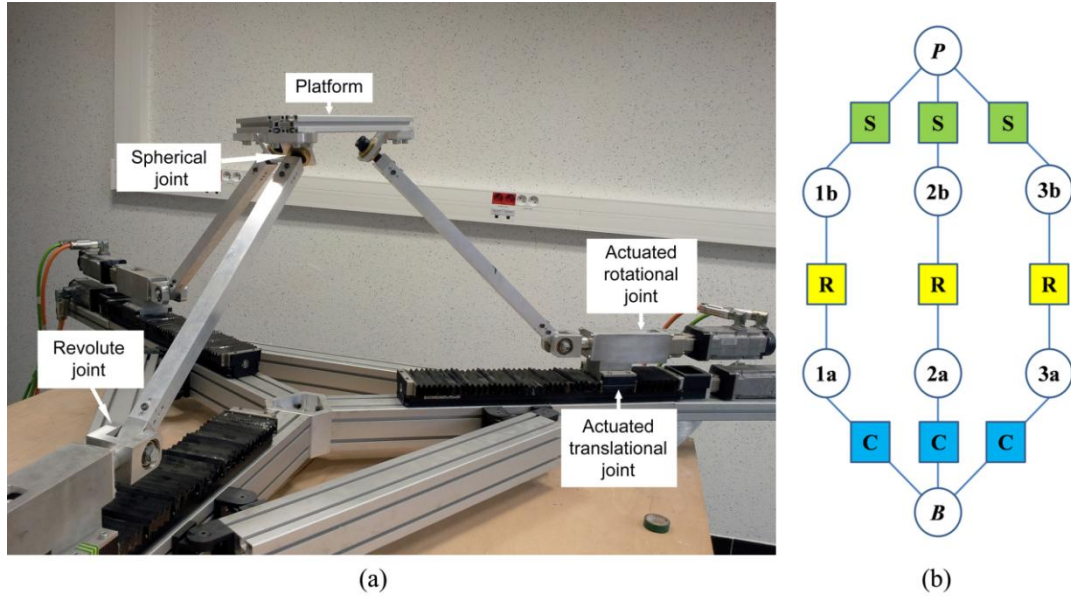 Platform
Spherical
joint
Actuated
rotational
joint
Revolute
joint
Actuated
translational
joint
(a)
P
S S S
1b 2b 3b
R R R
1a 2a 3a
C C C
B
(b)